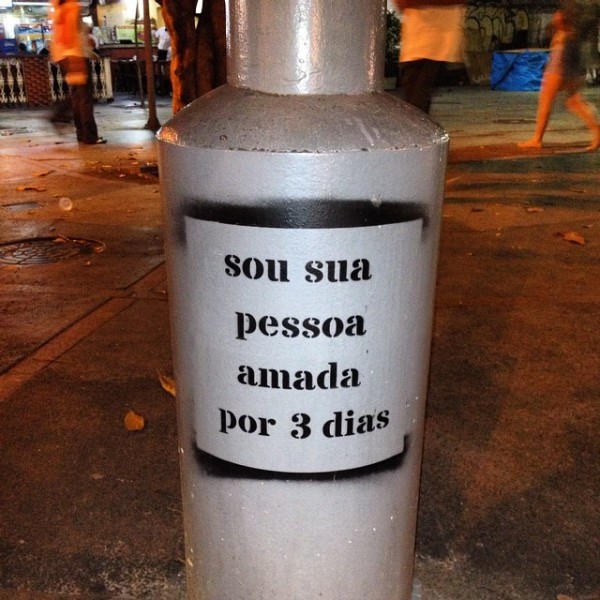 sou sua
pessoa
amada
por 3 dias